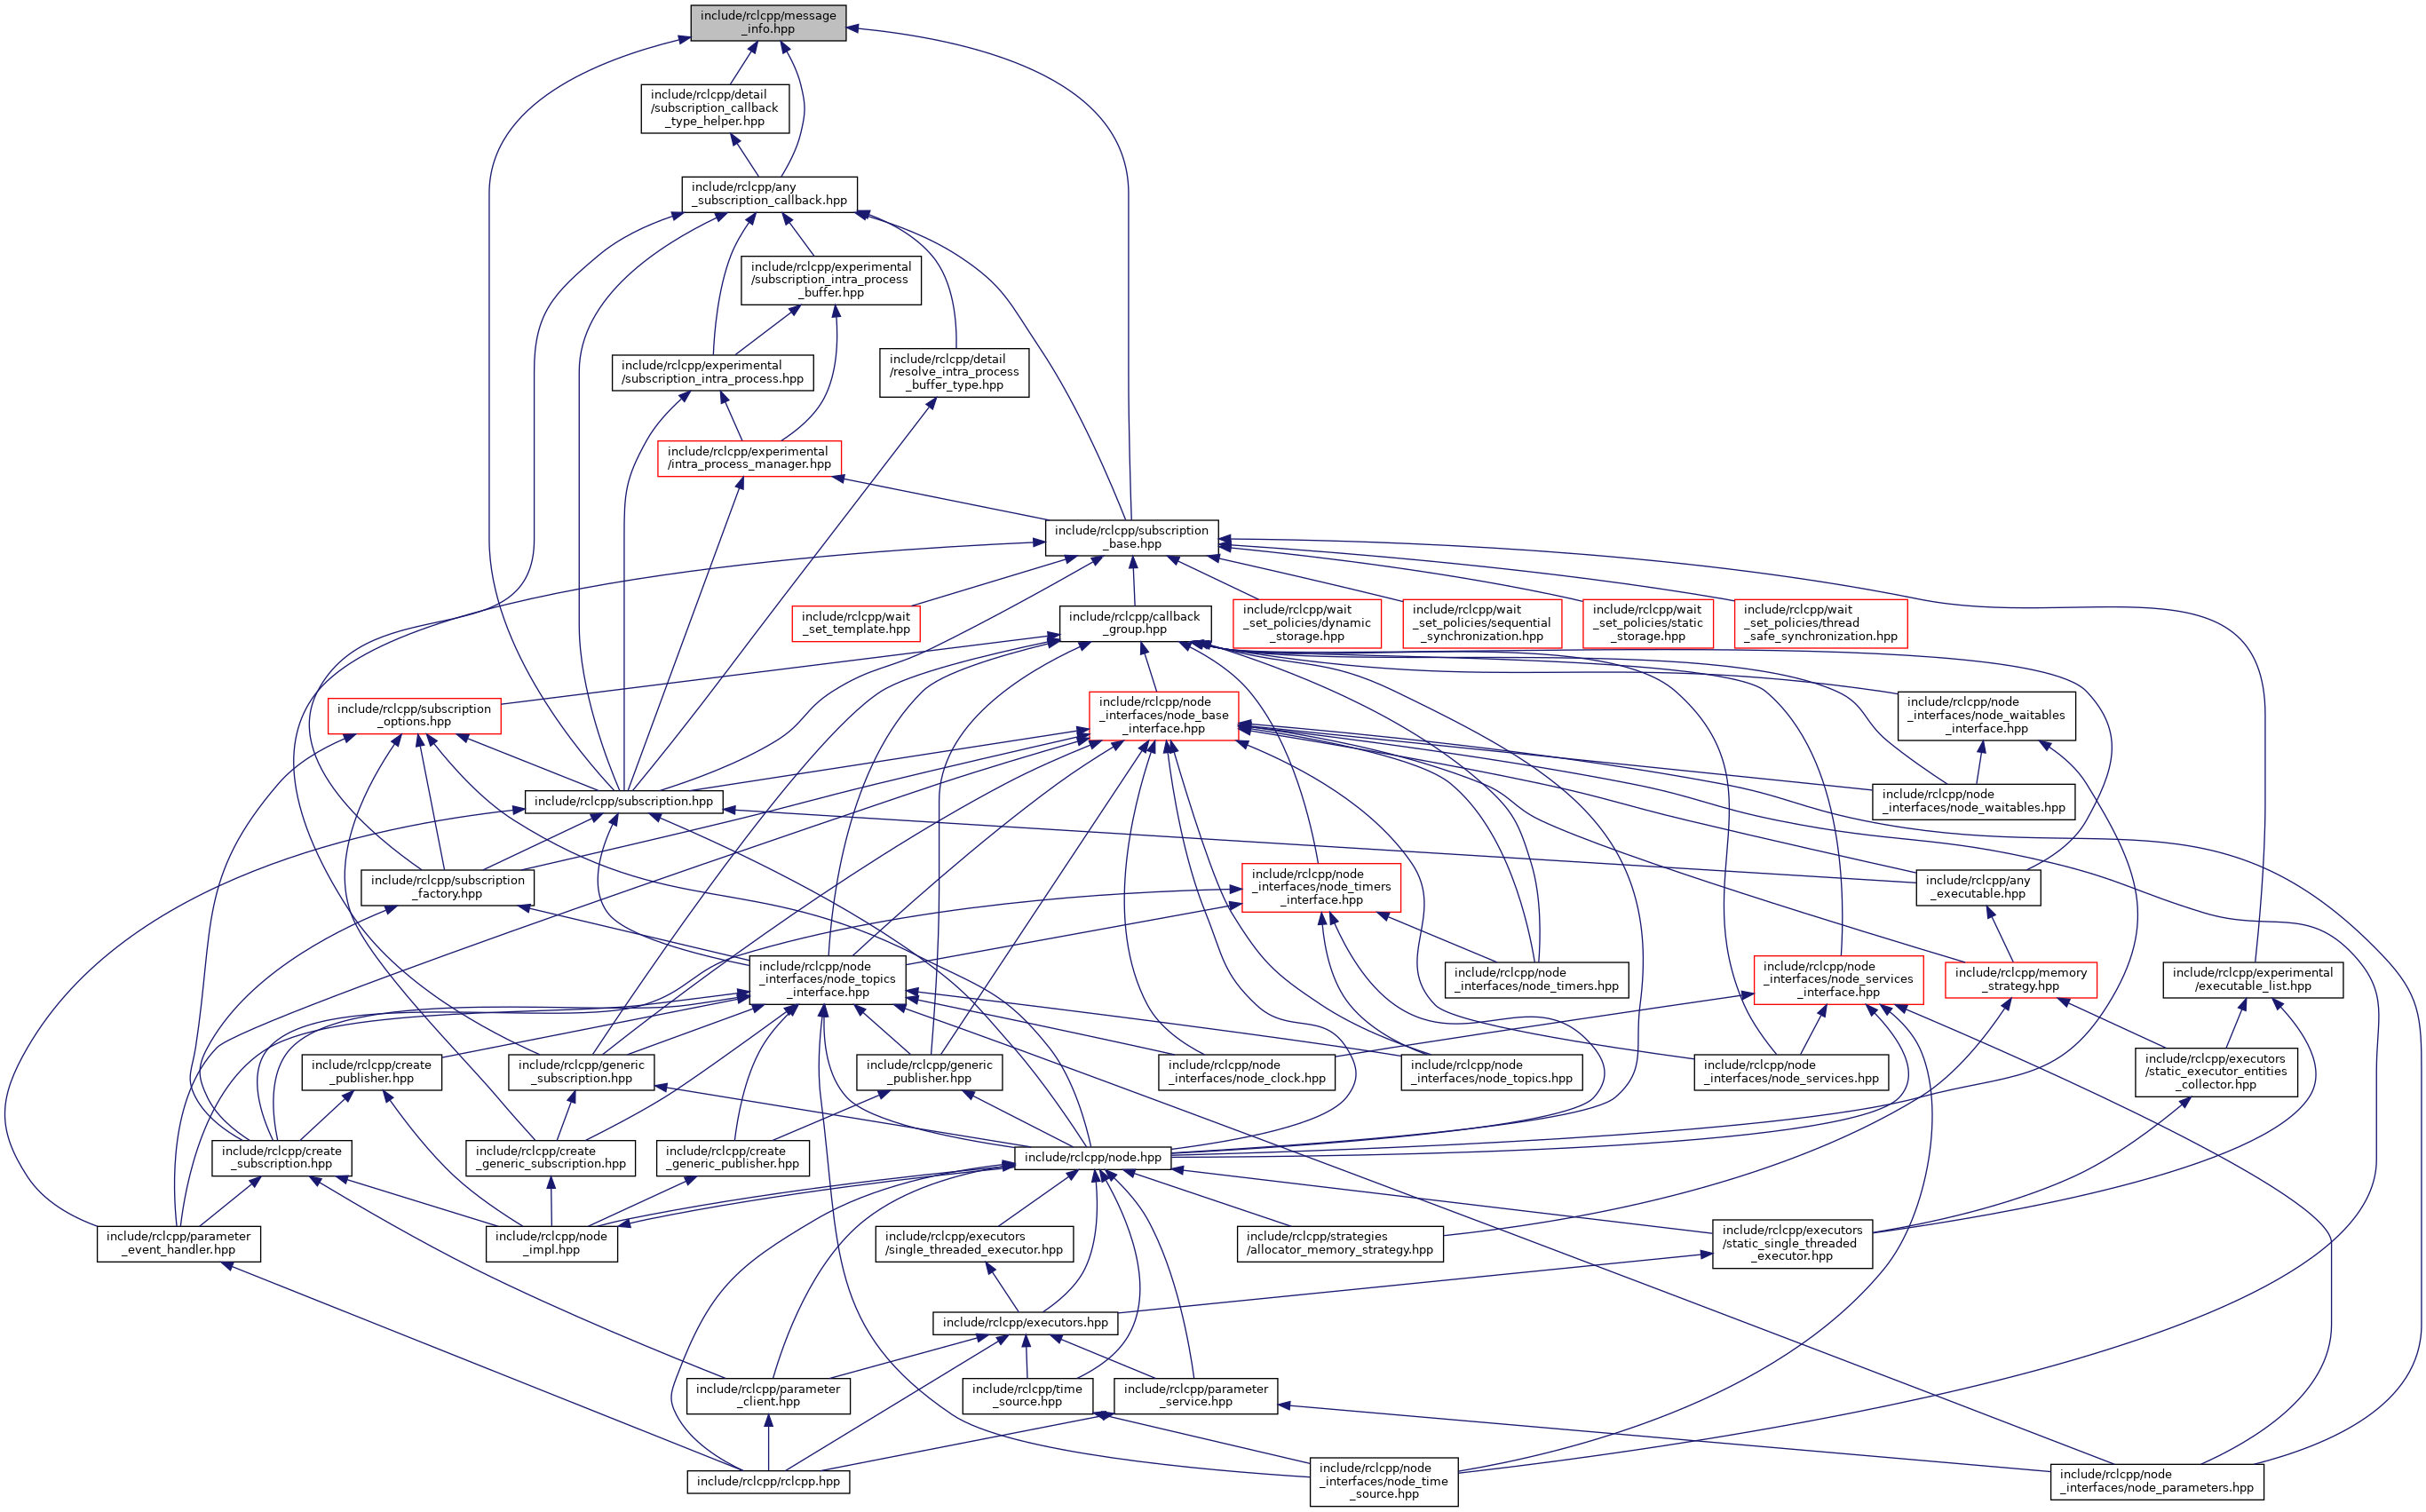 include/rclcpp/message
_info.hpp
include/rclcpp/detail
/subscription_callback
_type_helper.hpp
include/rclcpp/any
_subscription_callback.hpp
include/rclcpp/experimental
/subscription_intra_process
_buffer.hpp
include/rclcpp/experimental
/subscription_intra_process.hpp
include/rclcpp/detail
/resolve_intra_process
_buffer_type.hpp
include/rclcpp/experimental
/intra_process_manager.hpp
include/rclcpp/subscription
_base.hpp
include/rclcpp/wait
_set_template.hpp
include/rclcpp/callback
_group.hpp
include/rclcpp/wait
_set_policies/dynamic
_storage.hpp
include/rclcpp/wait
_set_policies/sequential
_synchronization.hpp
include/rclcpp/wait
_set_policies/static
_storage.hpp
include/rclcpp/wait
_set_policies/thread
_safe_synchronization.hpp
include/rclcpp/subscription
_options.hpp
include/rclcpp/node
_interfaces/node_base
_interface.hpp
include/rclcpp/node
_interfaces/node_waitables
_interface.hpp
include/rclcpp/subscription.hpp
include/rclcpp/node
_interfaces/node_waitables.hpp
include/rclcpp/subscription
_factory.hpp
include/rclcpp/node
_interfaces/node_timers
_interface.hpp
include/rclcpp/any
_executable.hpp
include/rclcpp/node
_interfaces/node_topics
_interface.hpp
include/rclcpp/node
_interfaces/node_timers.hpp
include/rclcpp/node
_interfaces/node_services
_interface.hpp
include/rclcpp/memory
_strategy.hpp
include/rclcpp/experimental
/executable_list.hpp
include/rclcpp/create
_publisher.hpp
include/rclcpp/generic
_subscription.hpp
include/rclcpp/generic
_publisher.hpp
include/rclcpp/node
_interfaces/node_clock.hpp
include/rclcpp/node
_interfaces/node_topics.hpp
include/rclcpp/node
_interfaces/node_services.hpp
include/rclcpp/executors
/static_executor_entities
_collector.hpp
include/rclcpp/create
_subscription.hpp
include/rclcpp/create
_generic_subscription.hpp
include/rclcpp/create
_generic_publisher.hpp
include/rclcpp/node.hpp
include/rclcpp/parameter
_event_handler.hpp
include/rclcpp/node
_impl.hpp
include/rclcpp/executors
/single_threaded_executor.hpp
include/rclcpp/strategies
/allocator_memory_strategy.hpp
include/rclcpp/executors
/static_single_threaded
_executor.hpp
include/rclcpp/executors.hpp
include/rclcpp/parameter
_client.hpp
include/rclcpp/time
_source.hpp
include/rclcpp/parameter
_service.hpp
include/rclcpp/rclcpp.hpp
include/rclcpp/node
_interfaces/node_time
_source.hpp
include/rclcpp/node
_interfaces/node_parameters.hpp